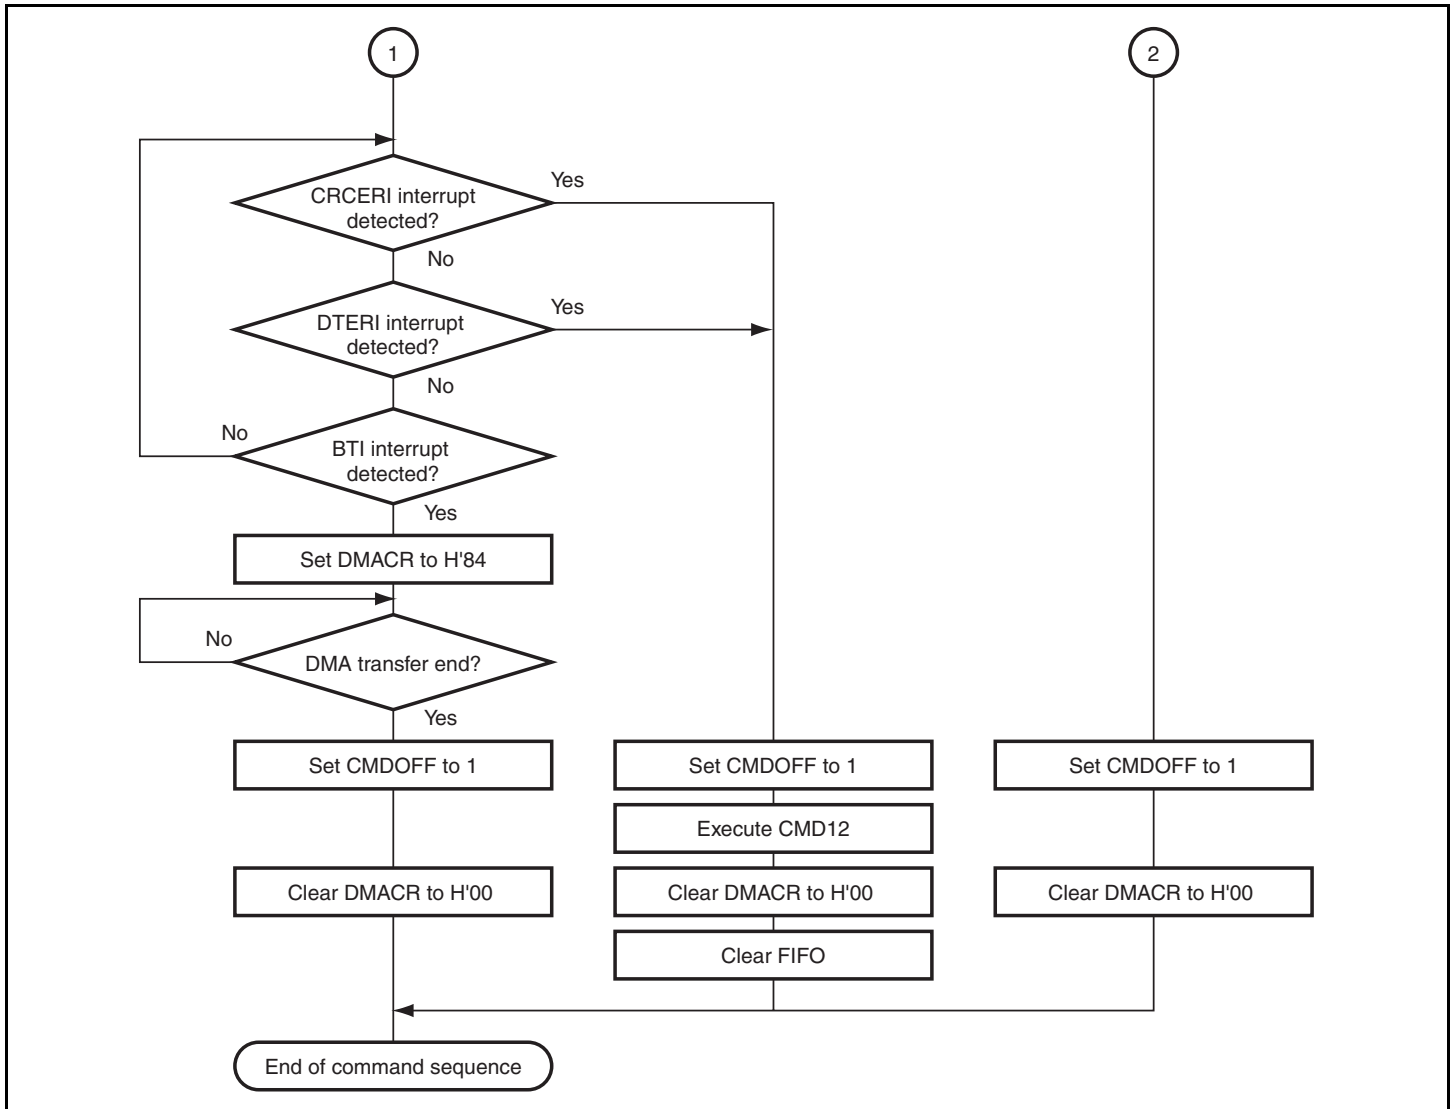 1
2
CRCERI interrupt
detected?
Yes
No
DTERI interrupt
detected?
Yes
No
BTI interrupt
detected?
No
Yes
Set DMACR to H'84
DMA transfer end?
No
Yes
Set CMDOFF to 1
Set CMDOFF to 1
Set CMDOFF to 1
Execute CMD12
Clear DMACR to H'00
Clear DMACR to H'00
Clear DMACR to H'00
Clear FIFO
End of command sequence